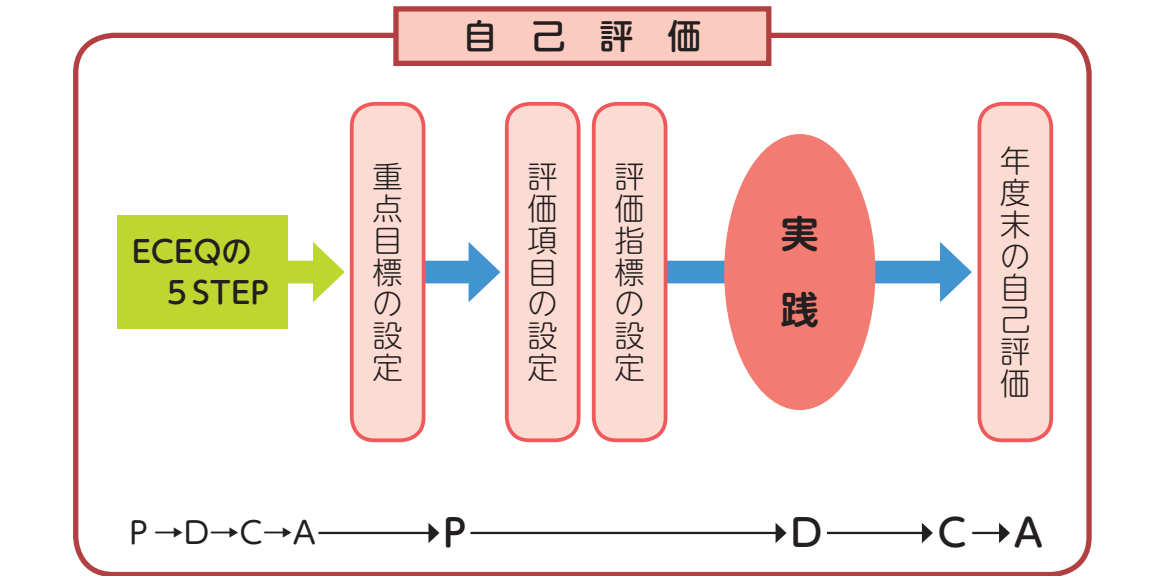 自己評価
ECEQの
5 STEP
重点目標の設定
評価項目の設定
評価指標の設定
実践
年度末の自己評価
P→D→C→A→P→D→C→A